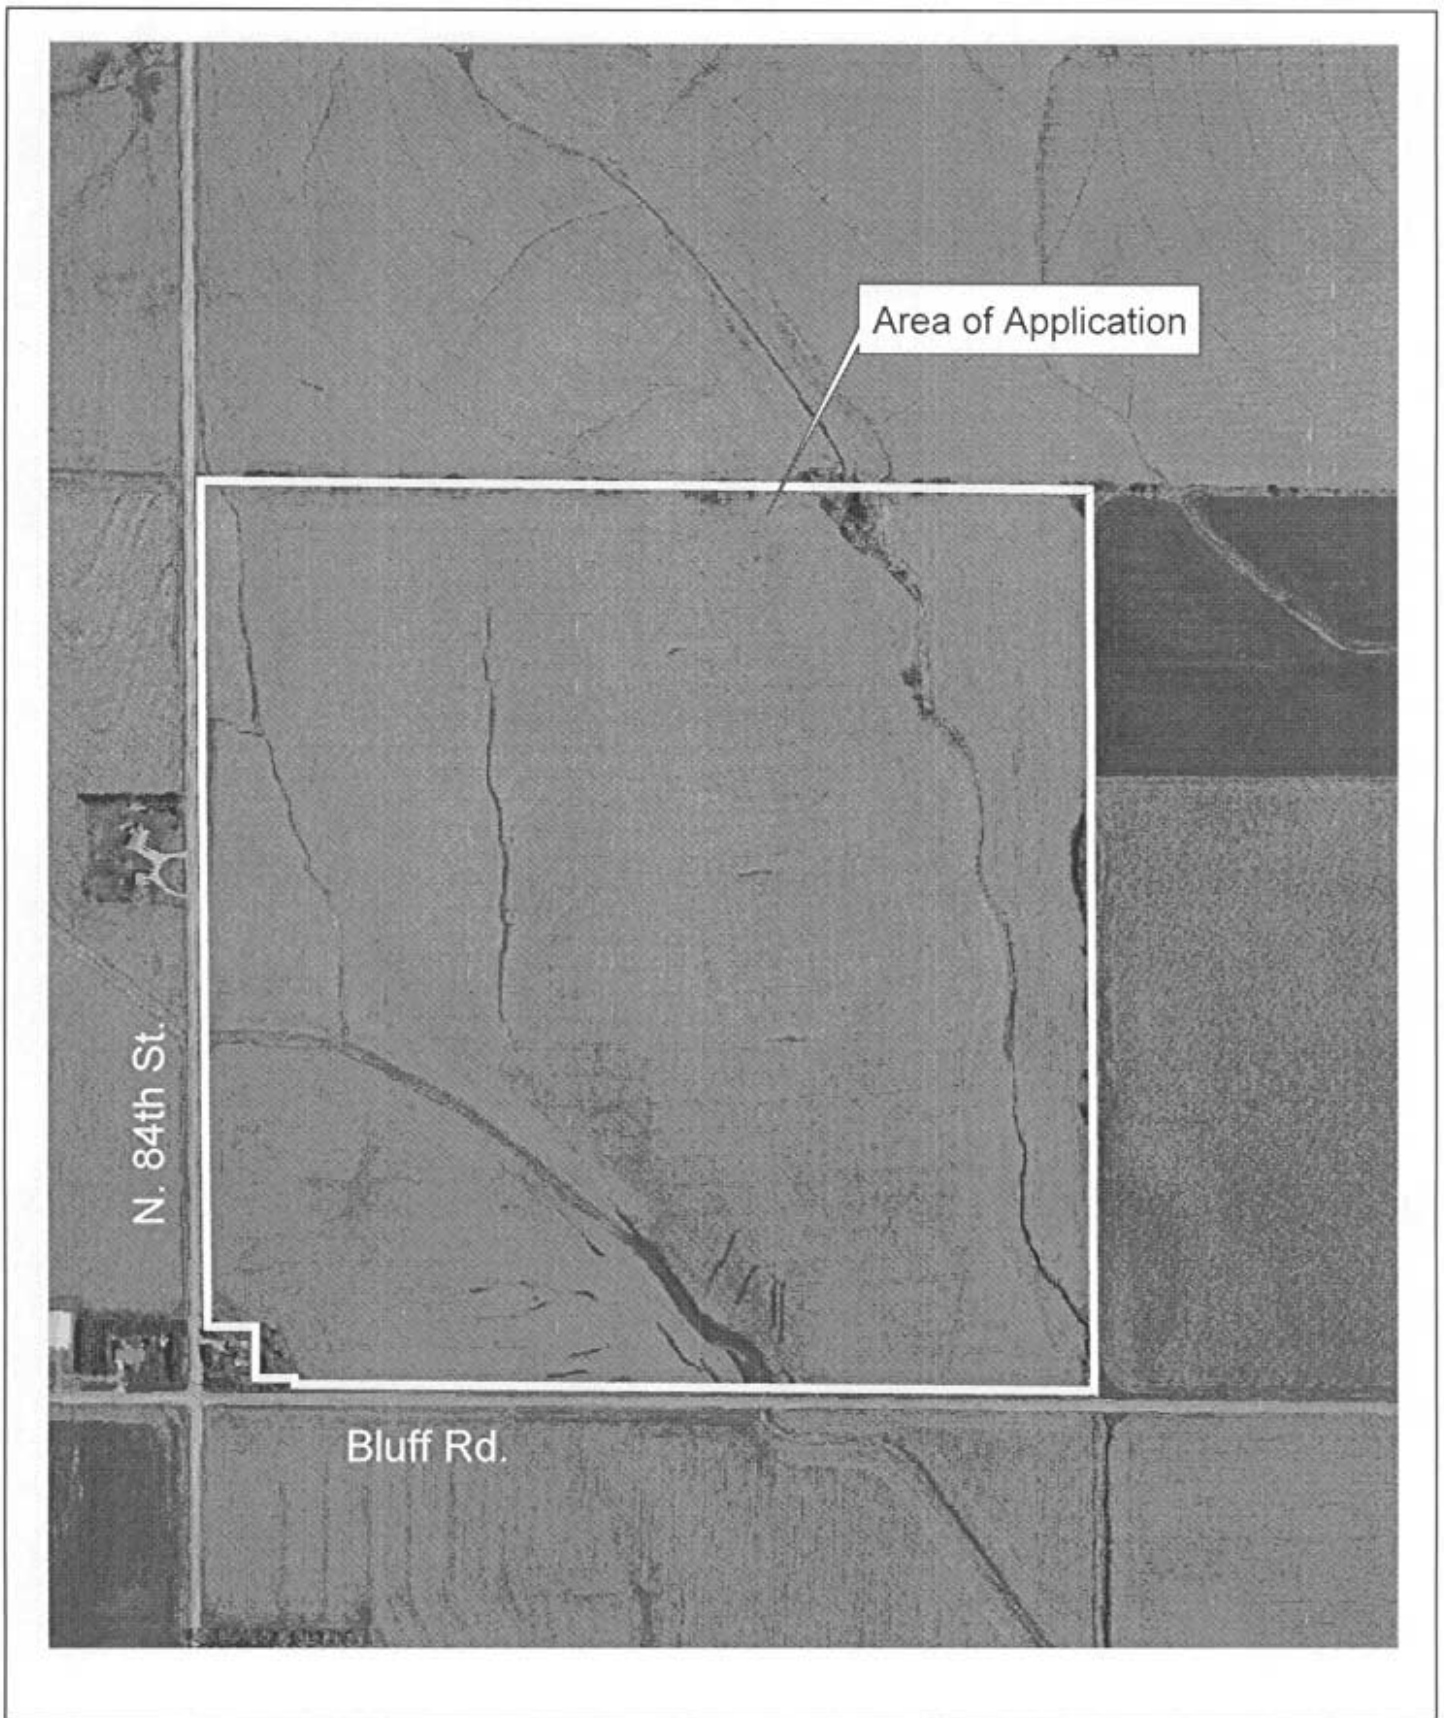 Area of Application
N. 84th St.
Bluff Rd.